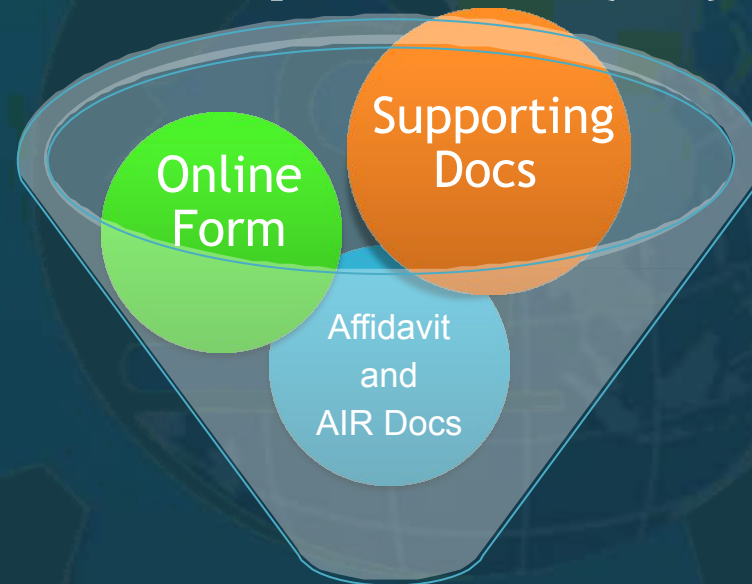 Supporting
Docs
Online
Form
Affidavit
and
AIR Docs